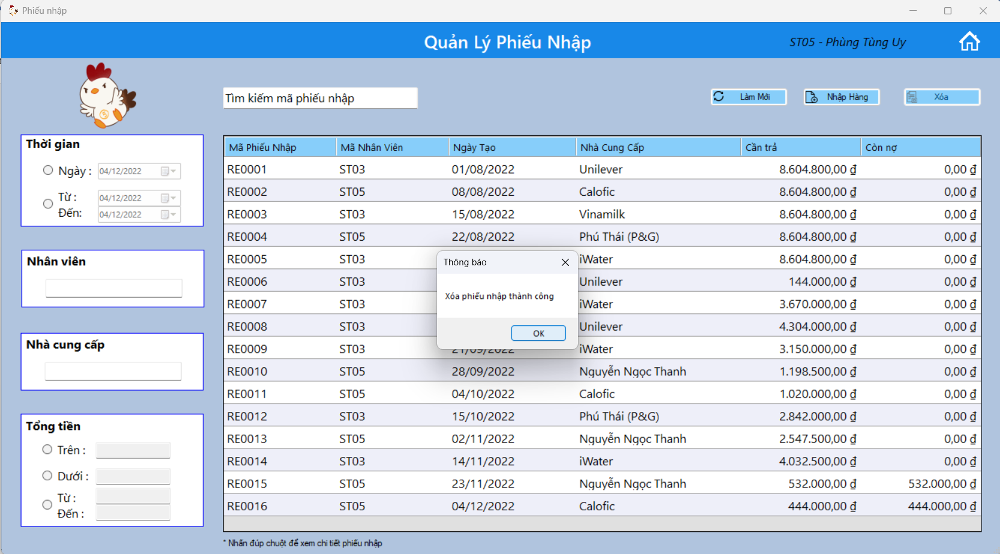 Phiếu nhập
Quản Lý Phiếu Nhập
ST05 - Phùng Tùng Uy
Tìm kiếm mã phiếu nhập
Làm Mới
Nhập Hàng
Xóa
Thời gian
Ngày : 04/12/2022
Từ : 04/12/2022
Đến: 04/12/2022
Nhân viên
Nhà cung cấp
Tổng tiền
Trên :
Dưới :
Từ :
Đến :
Mã Phiếu Nhập Mã Nhân Viên Ngày Tạo Nhà Cung Cấp Cần trả Còn nợ
RE0001 ST03 01/08/2022 Unilever 8.604.800,00 ₫ 0,00 ₫
RE0002 ST05 08/08/2022 Calofic 8.604.800,00 ₫ 0,00 ₫
RE0003 ST03 15/08/2022 Vinamilk 8.604.800,00 ₫ 0,00 ₫
RE0004 ST05 22/08/2022 Phú Thái (P&G) 8.604.800,00 ₫ 0,00 ₫
RE0005 ST03 iWater 8.604.800,00 ₫ 0,00 ₫
RE0006 ST03 Unilever 144.000,00 ₫ 0,00 ₫
RE0007 ST03 iWater 3.670.000,00 ₫ 0,00 ₫
RE0008 ST03 Unilever 4.304.000,00 ₫ 0,00 ₫
RE0009 ST03 21/09/2022 iWater 3.150.000,00 ₫ 0,00 ₫
RE0010 ST05 28/09/2022 Nguyễn Ngọc Thanh 1.198.500,00 ₫ 0,00 ₫
RE0011 ST05 04/10/2022 Calofic 1.020.000,00 ₫ 0,00 ₫
RE0012 ST03 15/10/2022 Phú Thái (P&G) 2.842.000,00 ₫ 0,00 ₫
RE0013 ST05 02/11/2022 Nguyễn Ngọc Thanh 2.547.500,00 ₫ 0,00 ₫
RE0014 ST03 14/11/2022 iWater 4.032.500,00 ₫ 0,00 ₫
RE0015 ST05 23/11/2022 Nguyễn Ngọc Thanh 532.000,00 ₫ 532.000,00 ₫
RE0016 ST05 04/12/2022 Calofic 444.000,00 ₫ 444.000,00 ₫
Thông báo
Xóa phiếu nhập thành công
OK
* Nhấn đúp chuột để xem chi tiết phiếu nhập